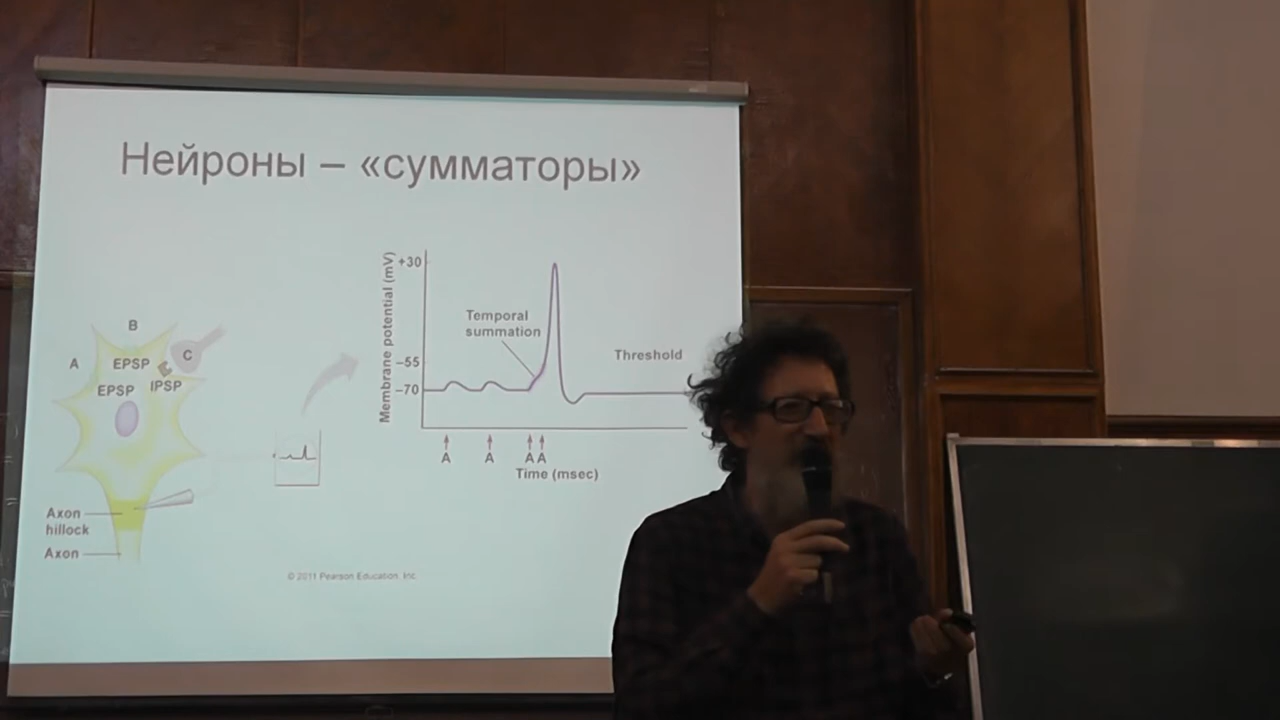 Нейроны – «сумматоры»
Membrane potential (mV)
+30
–55
–70
Temporal
summation
Threshold
A
A
A A
Time (msec)
B
A
C
EPSP
EPSP
IPSP
Axon
hillock
Axon
© 2011 Pearson Education, Inc.